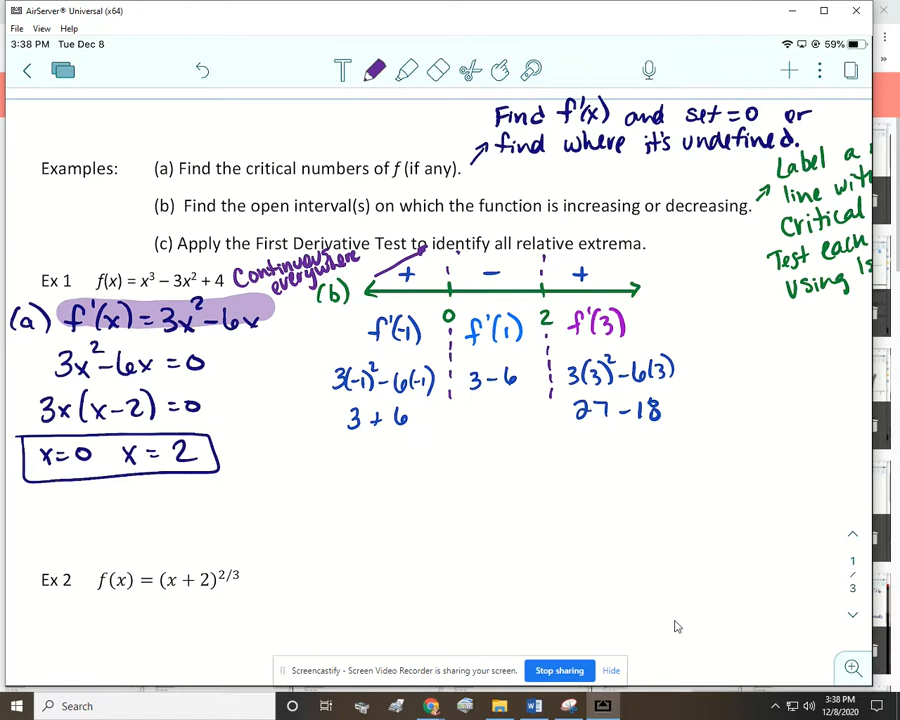 AirServer® Universal (x64)
File View Help
3:38 PM Tue Dec 8
59%
Find f'(x) and set = 0 or
find where it's undefined.
Examples: (a) Find the critical numbers of f (if any).
Label a
line with
(b) Find the open interval(s) on which the function is increasing or decreasing.
Critical
(c) Apply the First Derivative Test to identify all relative extrema.
Test each
using 1s
Ex 1 f(x) = x³ − 3x² + 4 Continuous everywhere
+ − +
(b)
(a) f'(x) = 3x² − 6x
0 2
f'(-1) f'(1) f'(3)
3x² − 6x = 0
3(-1)² − 6(-1) 3 − 6 3(3)² − 6(3)
3x(x − 2) = 0
3 + 6 27 − 18
x = 0 x = 2
1
/
3
Ex 2 f(x) = (x + 2)^{2/3}
Screencastify - Screen Video Recorder is sharing your screen. Stop sharing Hide
Search
3:38 PM
12/8/2020